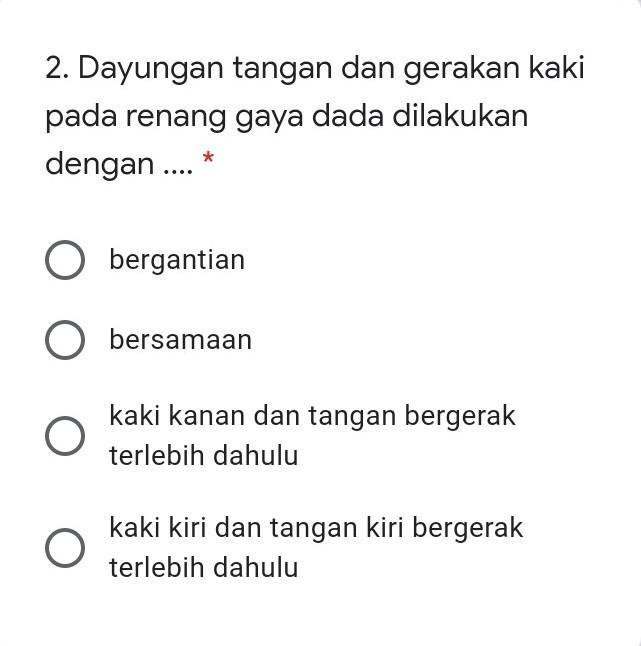 2. Dayungan tangan dan gerakan kaki
pada renang gaya dada dilakukan
dengan .... *
bergantian
bersamaan
kaki kanan dan tangan bergerak
terlebih dahulu
kaki kiri dan tangan kiri bergerak
terlebih dahulu